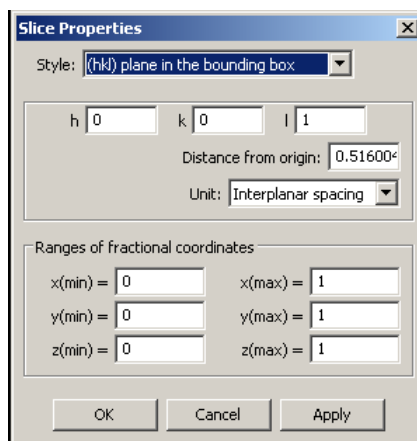 Slice Properties
Style: (hkl) plane in the bounding box
h 0 k 0 l 1
Distance from origin: 0.516004
Unit: Interplanar spacing
Ranges of fractional coordinates
x(min) = 0 x(max) = 1
y(min) = 0 y(max) = 1
z(min) = 0 z(max) = 1
OK Cancel Apply